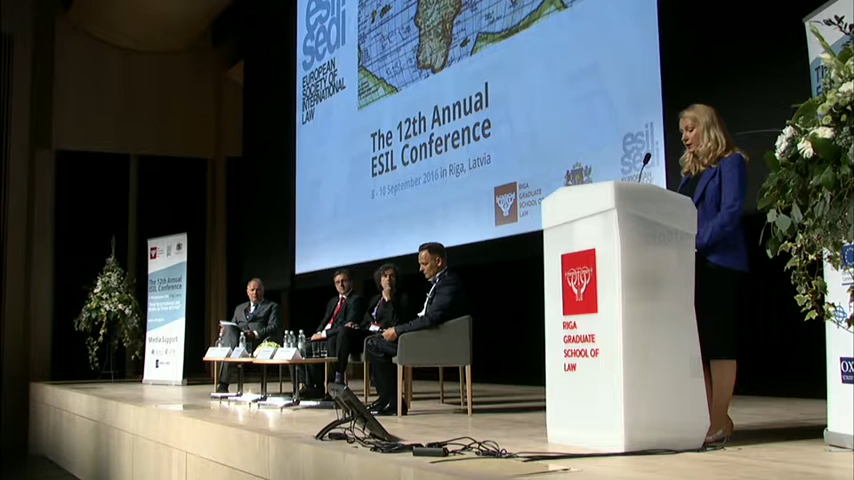 esil
sedi
EUROPEAN
SOCIETY OF
INTERNATIONAL
LAW
The 12th Annual
ESIL Conference
8 - 10 September 2016 in Riga, Latvia
RIGA
GRADUATE
SCHOOL OF
LAW
esil
sedi
The 12th Annual
ESIL Conference
Media Support
RIGA
GRADUATE
SCHOOL OF
LAW